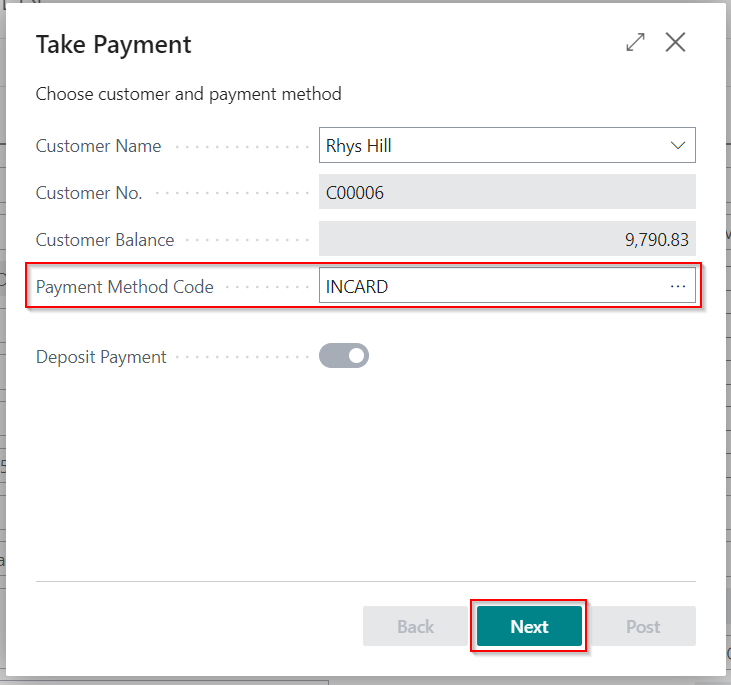 Take Payment
Choose customer and payment method
Customer Name Rhys Hill
Customer No. C00006
Customer Balance 9,790.83
Payment Method Code INCARD ...
Deposit Payment
Back Next Post